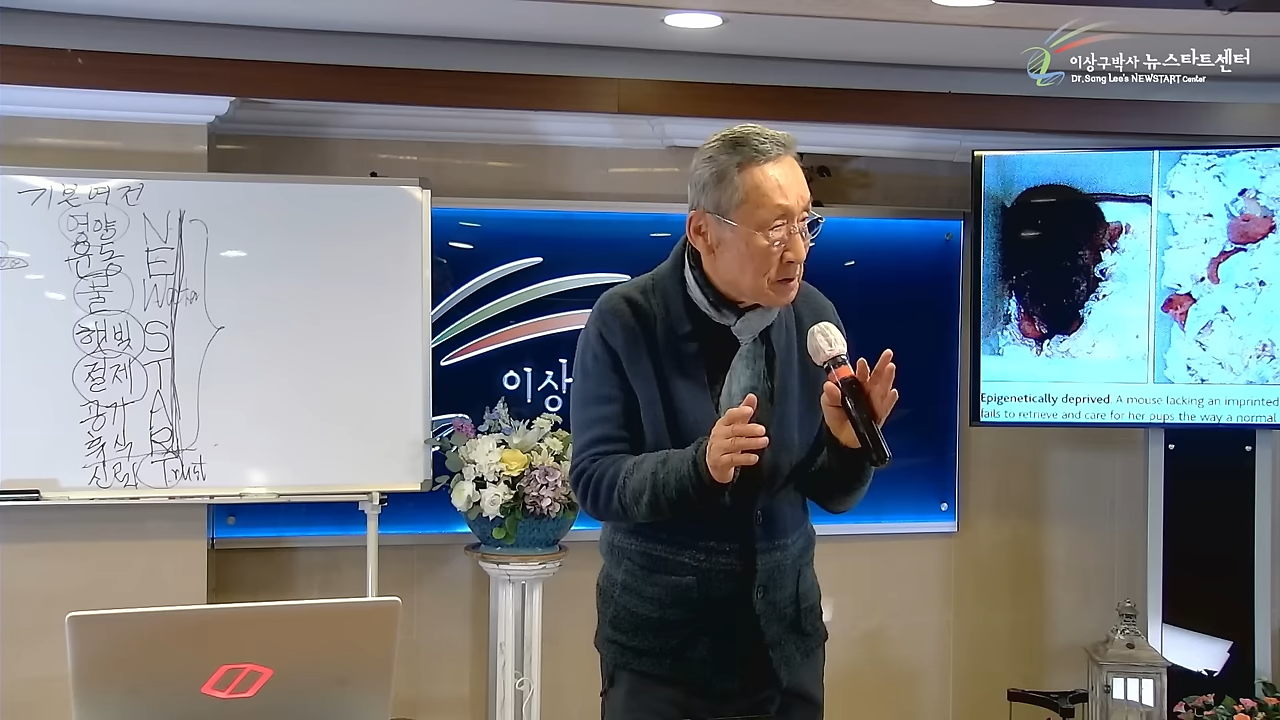 이상구박사 뉴스타트센터
Dr. Sang Lee's NEWSTART Center
기본여건
영양 N
운동 E
물 Water
햇빛 S
절제 T
공기 A
휴식 R
신뢰 Trust
이상
Epigenetically deprived. A mouse lacking an imprinted
fails to retrieve and care for her pups the way a normal